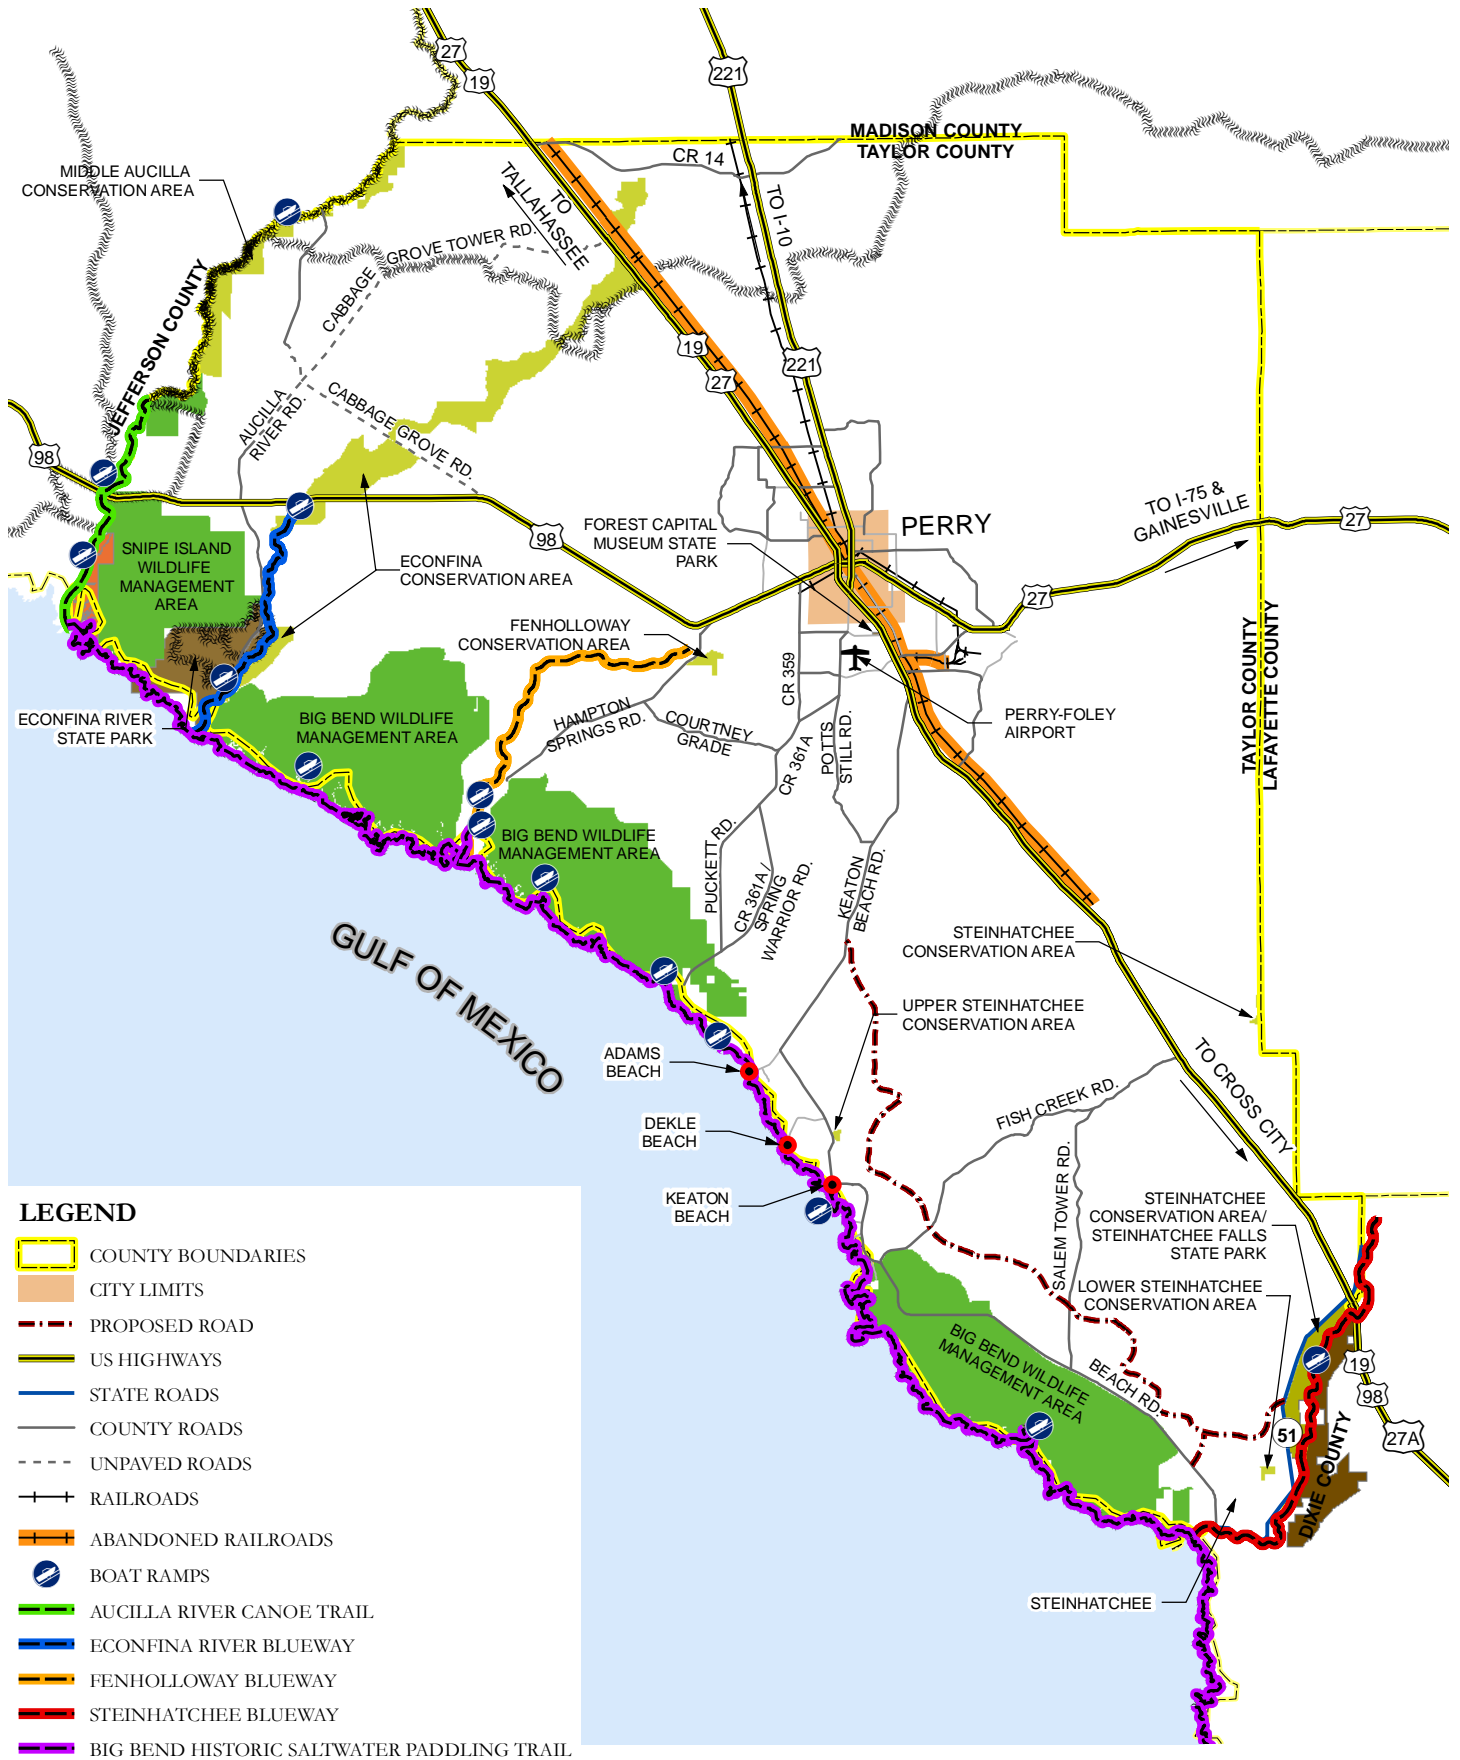 27
19
221
MADISON COUNTY
TAYLOR COUNTY
CR 14
MIDDLE AUCILLA
CONSERVATION AREA
TO
TALLAHASSEE
TO I-10
GROVE TOWER RD.
CABBAGE
JEFFERSON COUNTY
19
27
221
AUCILLA
RIVER RD.
CABBAGE GROVE RD.
98
98
TO I-75 &
GAINESVILLE
27
FOREST CAPITAL
MUSEUM STATE
PARK
PERRY
SNIPE ISLAND
WILDLIFE
MANAGEMENT
AREA
ECONFINA
CONSERVATION AREA
27
FENHOLLOWAY
CONSERVATION AREA
TAYLOR COUNTY
LAFAYETTE COUNTY
CR 359
ECONFINA RIVER
STATE PARK
BIG BEND WILDLIFE
MANAGEMENT AREA
HAMPTON
SPRINGS RD.
COURTNEY
GRADE
CR 361A
POTTS
STILL RD.
PERRY-FOLEY
AIRPORT
BIG BEND WILDLIFE
MANAGEMENT AREA
PUCKETT RD.
CR 361A /
SPRING
WARRIOR RD.
KEATON
BEACH RD.
GULF OF MEXICO
STEINHATCHEE
CONSERVATION AREA
UPPER STEINHATCHEE
CONSERVATION AREA
ADAMS
BEACH
DEKLE
BEACH
KEATON
BEACH
TO CROSS CITY
FISH CREEK RD.
SALEM TOWER RD.
STEINHATCHEE
CONSERVATION AREA/
STEINHATCHEE FALLS
STATE PARK
LOWER STEINHATCHEE
CONSERVATION AREA
BIG BEND WILDLIFE
MANAGEMENT AREA
BEACH RD.
19
98
27A
51
DIXIE COUNTY
STEINHATCHEE
LEGEND
COUNTY BOUNDARIES
CITY LIMITS
PROPOSED ROAD
US HIGHWAYS
STATE ROADS
COUNTY ROADS
UNPAVED ROADS
RAILROADS
ABANDONED RAILROADS
BOAT RAMPS
AUCILLA RIVER CANOE TRAIL
ECONFINA RIVER BLUEWAY
FENHOLLOWAY BLUEWAY
STEINHATCHEE BLUEWAY
BIG BEND HISTORIC SALTWATER PADDLING TRAIL